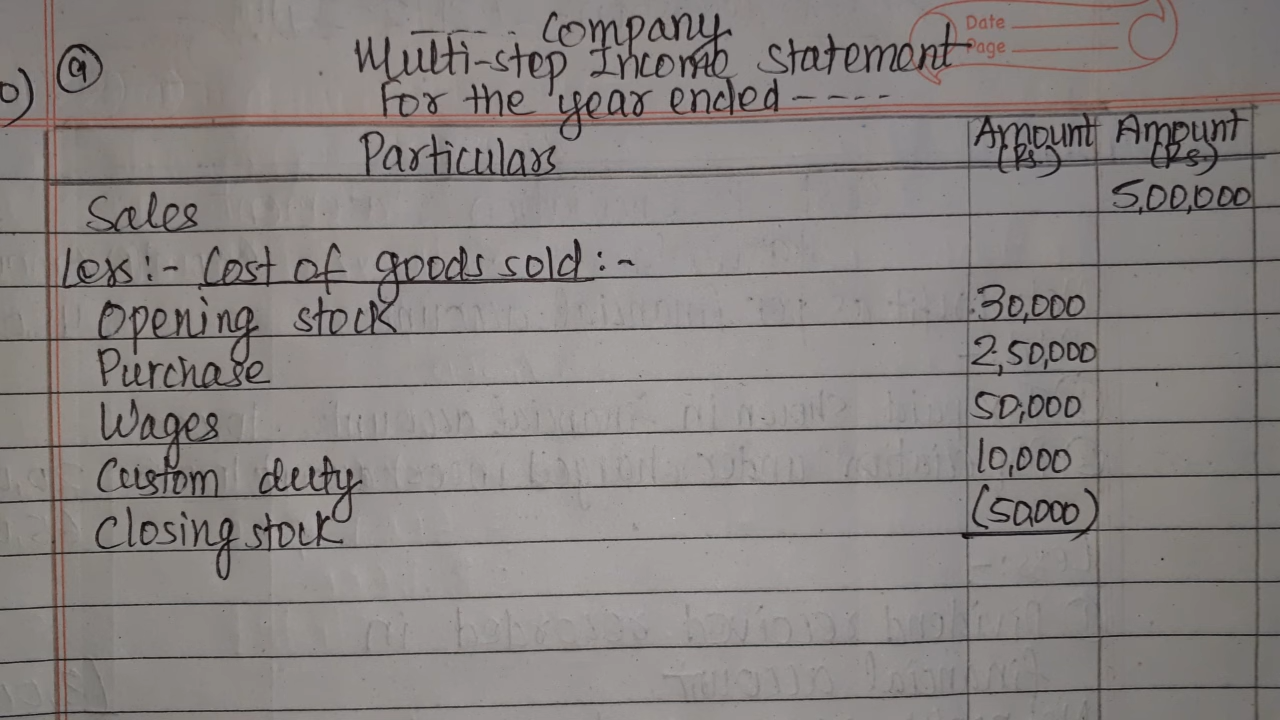 ---- . Company
Date
Page
Multi-step Income statement
For the year ended ----
o) (a)
Particulars Amount (Rs) Amount (Rs)
Sales 5,00,000
Less:- Cost of goods sold:-
Opening stock 30,000
Purchase 2,50,000
Wages 50,000
Custom duty 10,000
Closing stock (50,000)